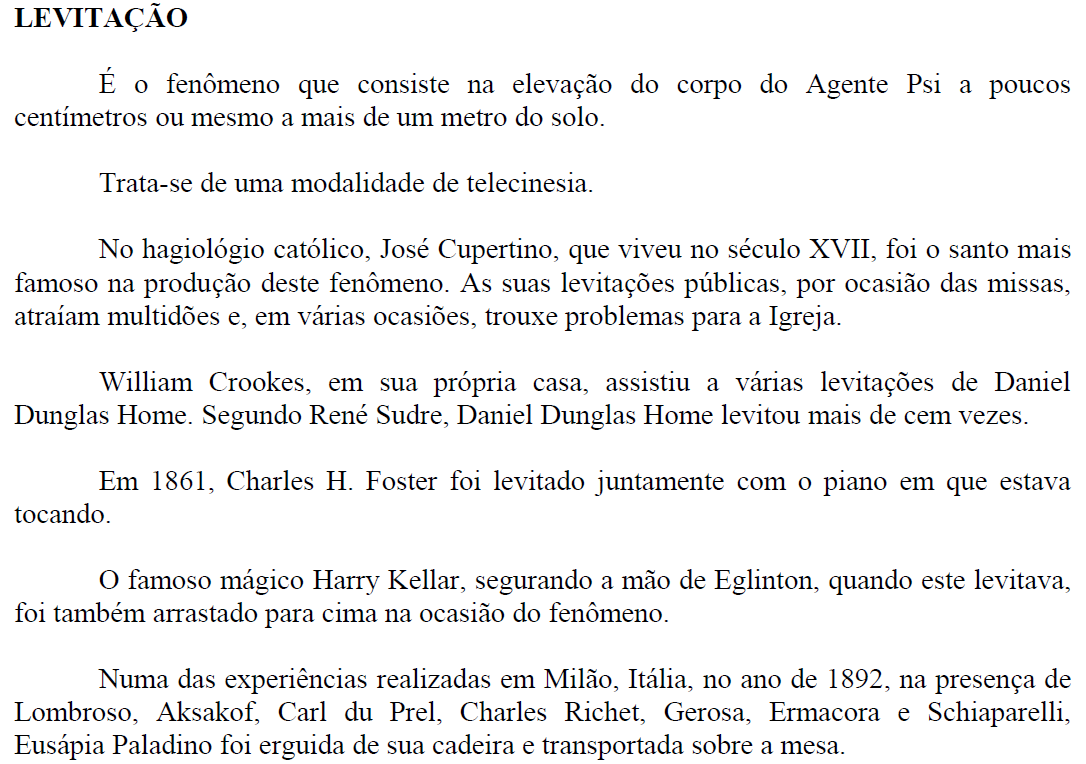 LEVITAÇÃO
É o fenômeno que consiste na elevação do corpo do Agente Psi a poucos
centímetros ou mesmo a mais de um metro do solo.
Trata-se de uma modalidade de telecinesia.
No hagiológio católico, José Cupertino, que viveu no século XVII, foi o santo mais
famoso na produção deste fenômeno. As suas levitações públicas, por ocasião das missas,
atraíam multidões e, em várias ocasiões, trouxe problemas para a Igreja.
William Crookes, em sua própria casa, assistiu a várias levitações de Daniel
Dunglas Home. Segundo René Sudre, Daniel Dunglas Home levitou mais de cem vezes.
Em 1861, Charles H. Foster foi levitado juntamente com o piano em que estava
tocando.
O famoso mágico Harry Kellar, segurando a mão de Eglinton, quando este levitava,
foi também arrastado para cima na ocasião do fenômeno.
Numa das experiências realizadas em Milão, Itália, no ano de 1892, na presença de
Lombroso, Aksakof, Carl du Prel, Charles Richet, Gerosa, Ermacora e Schiaparelli,
Eusápia Paladino foi erguida de sua cadeira e transportada sobre a mesa.